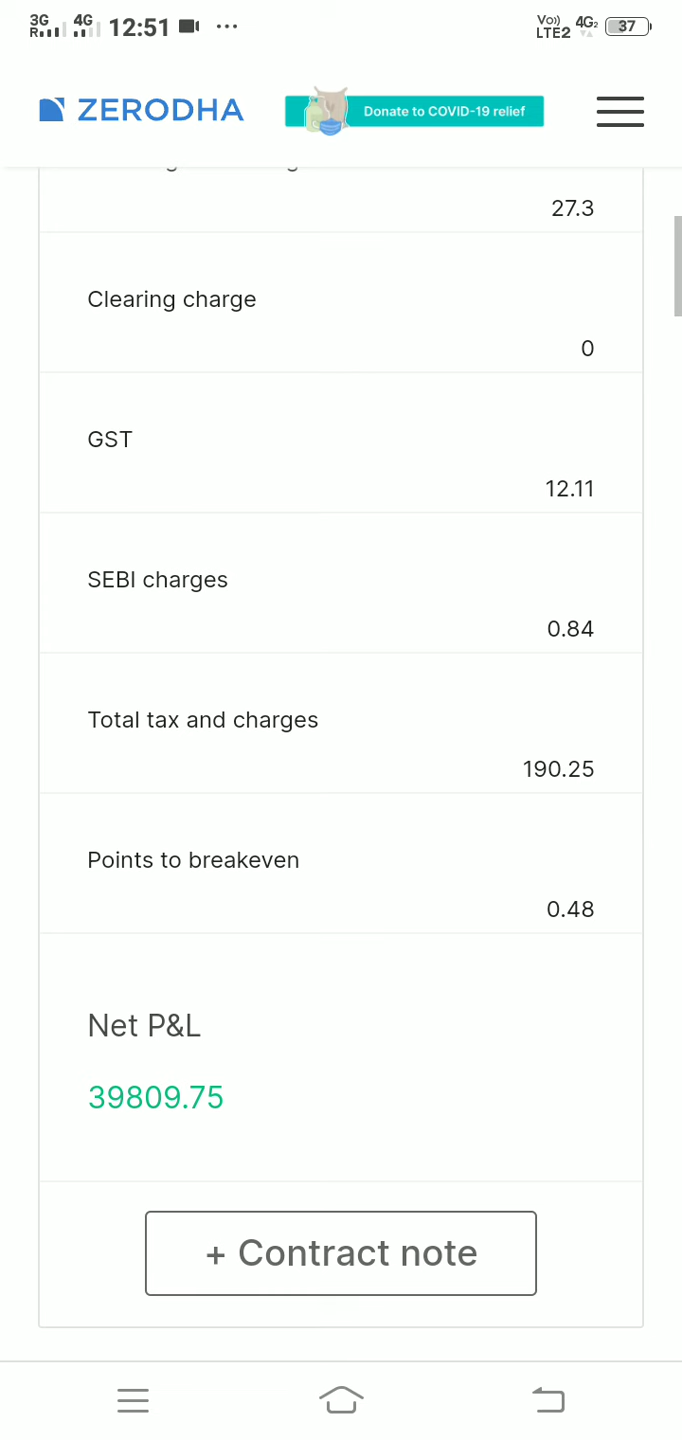 3G 4G 12:51 ... Vo)) 4G2
R LTE2 37
ZERODHA Donate to COVID-19 relief
27.3
Clearing charge
0
GST
12.11
SEBI charges
0.84
Total tax and charges
190.25
Points to breakeven
0.48
Net P&L
39809.75
+ Contract note